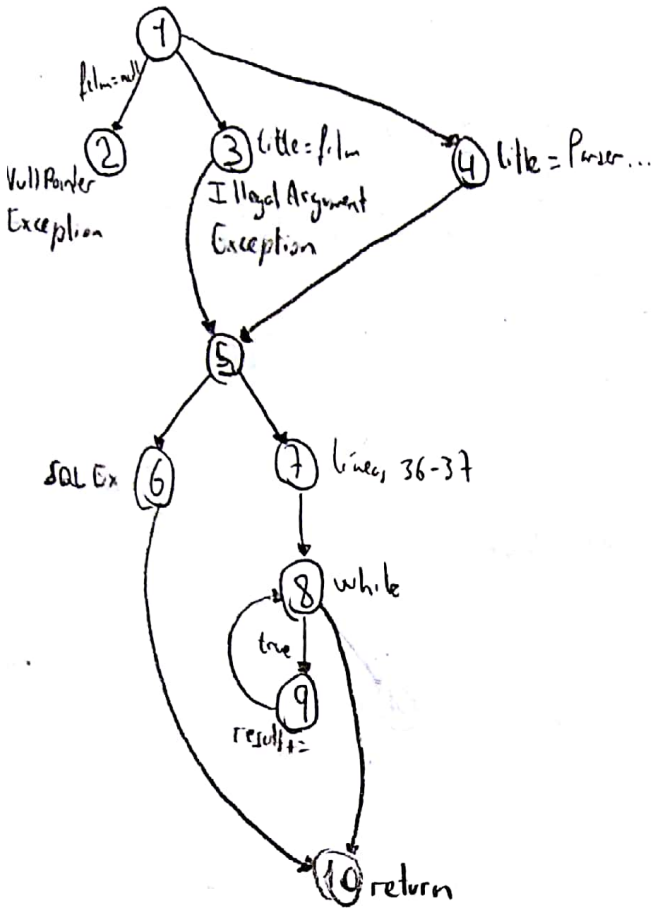 1
film=null
2
NullPointer
Exception
3 title=film
Illegal Argument
Exception
4 title = Parser...
5
SQL Ex 6
7 lineas 36-37
8 while
true
9
result+=
10 return